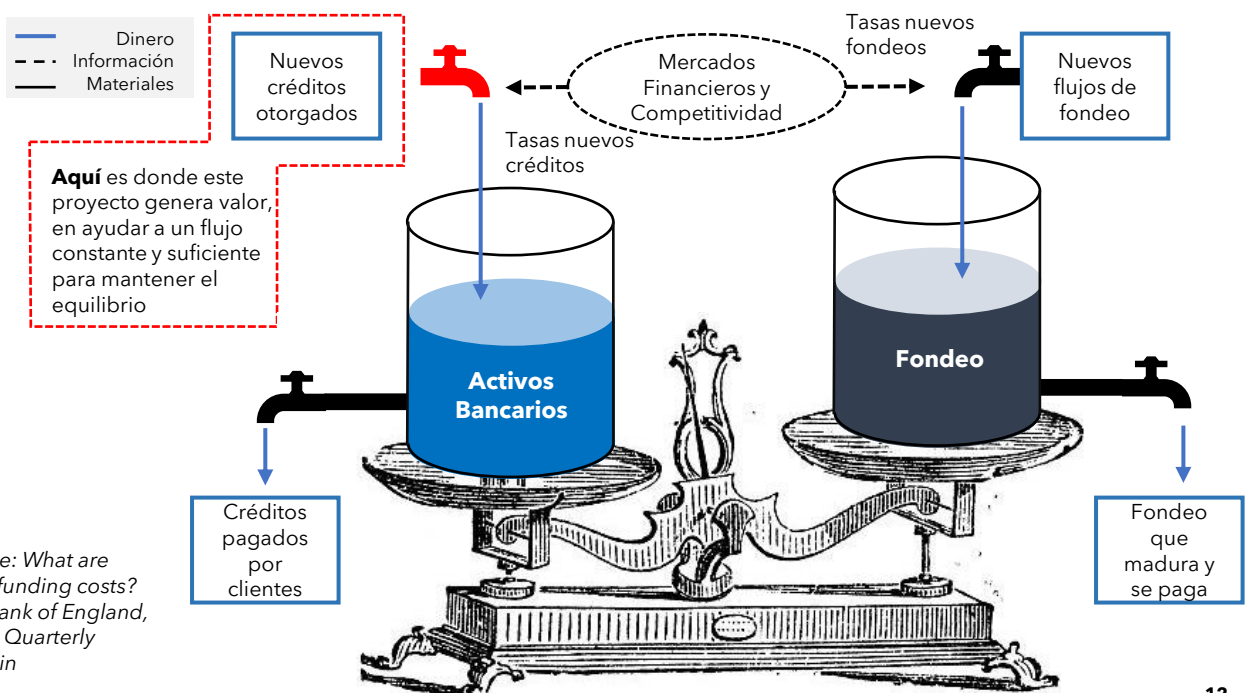 Dinero
Información
Materiales
Nuevos
créditos
otorgados
Aquí es donde este
proyecto genera valor,
en ayudar a un flujo
constante y suficiente
para mantener el
equilibrio
Mercados
Financieros y
Competitividad
Tasas nuevos
créditos
Tasas nuevos
fondeos
Nuevos
flujos de
fondeo
Activos
Bancarios
Fondeo
Créditos
pagados
por
clientes
Fondeo
que
madura y
se paga
e: What are
funding costs?
ank of England,
Quarterly
in